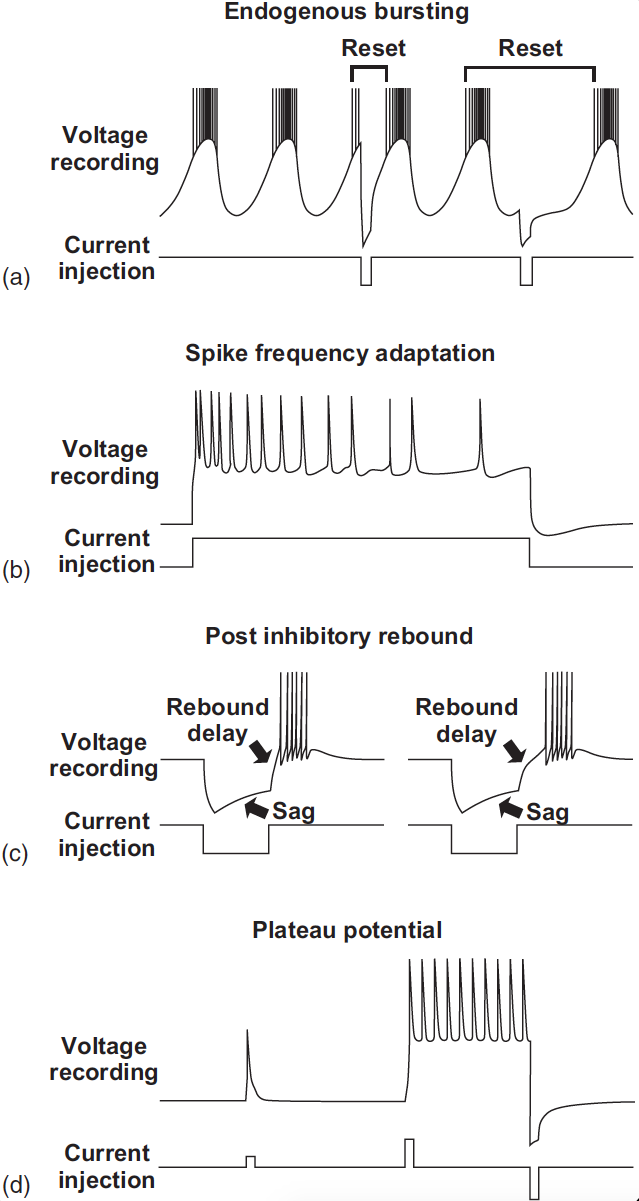 Endogenous bursting
Reset Reset
Voltage
recording
Current
injection
(a)
Spike frequency adaptation
Voltage
recording
Current
injection
(b)
Post inhibitory rebound
Rebound
delay
Rebound
delay
Voltage
recording
Sag
Sag
Current
injection
(c)
Plateau potential
Voltage
recording
Current
injection
(d)